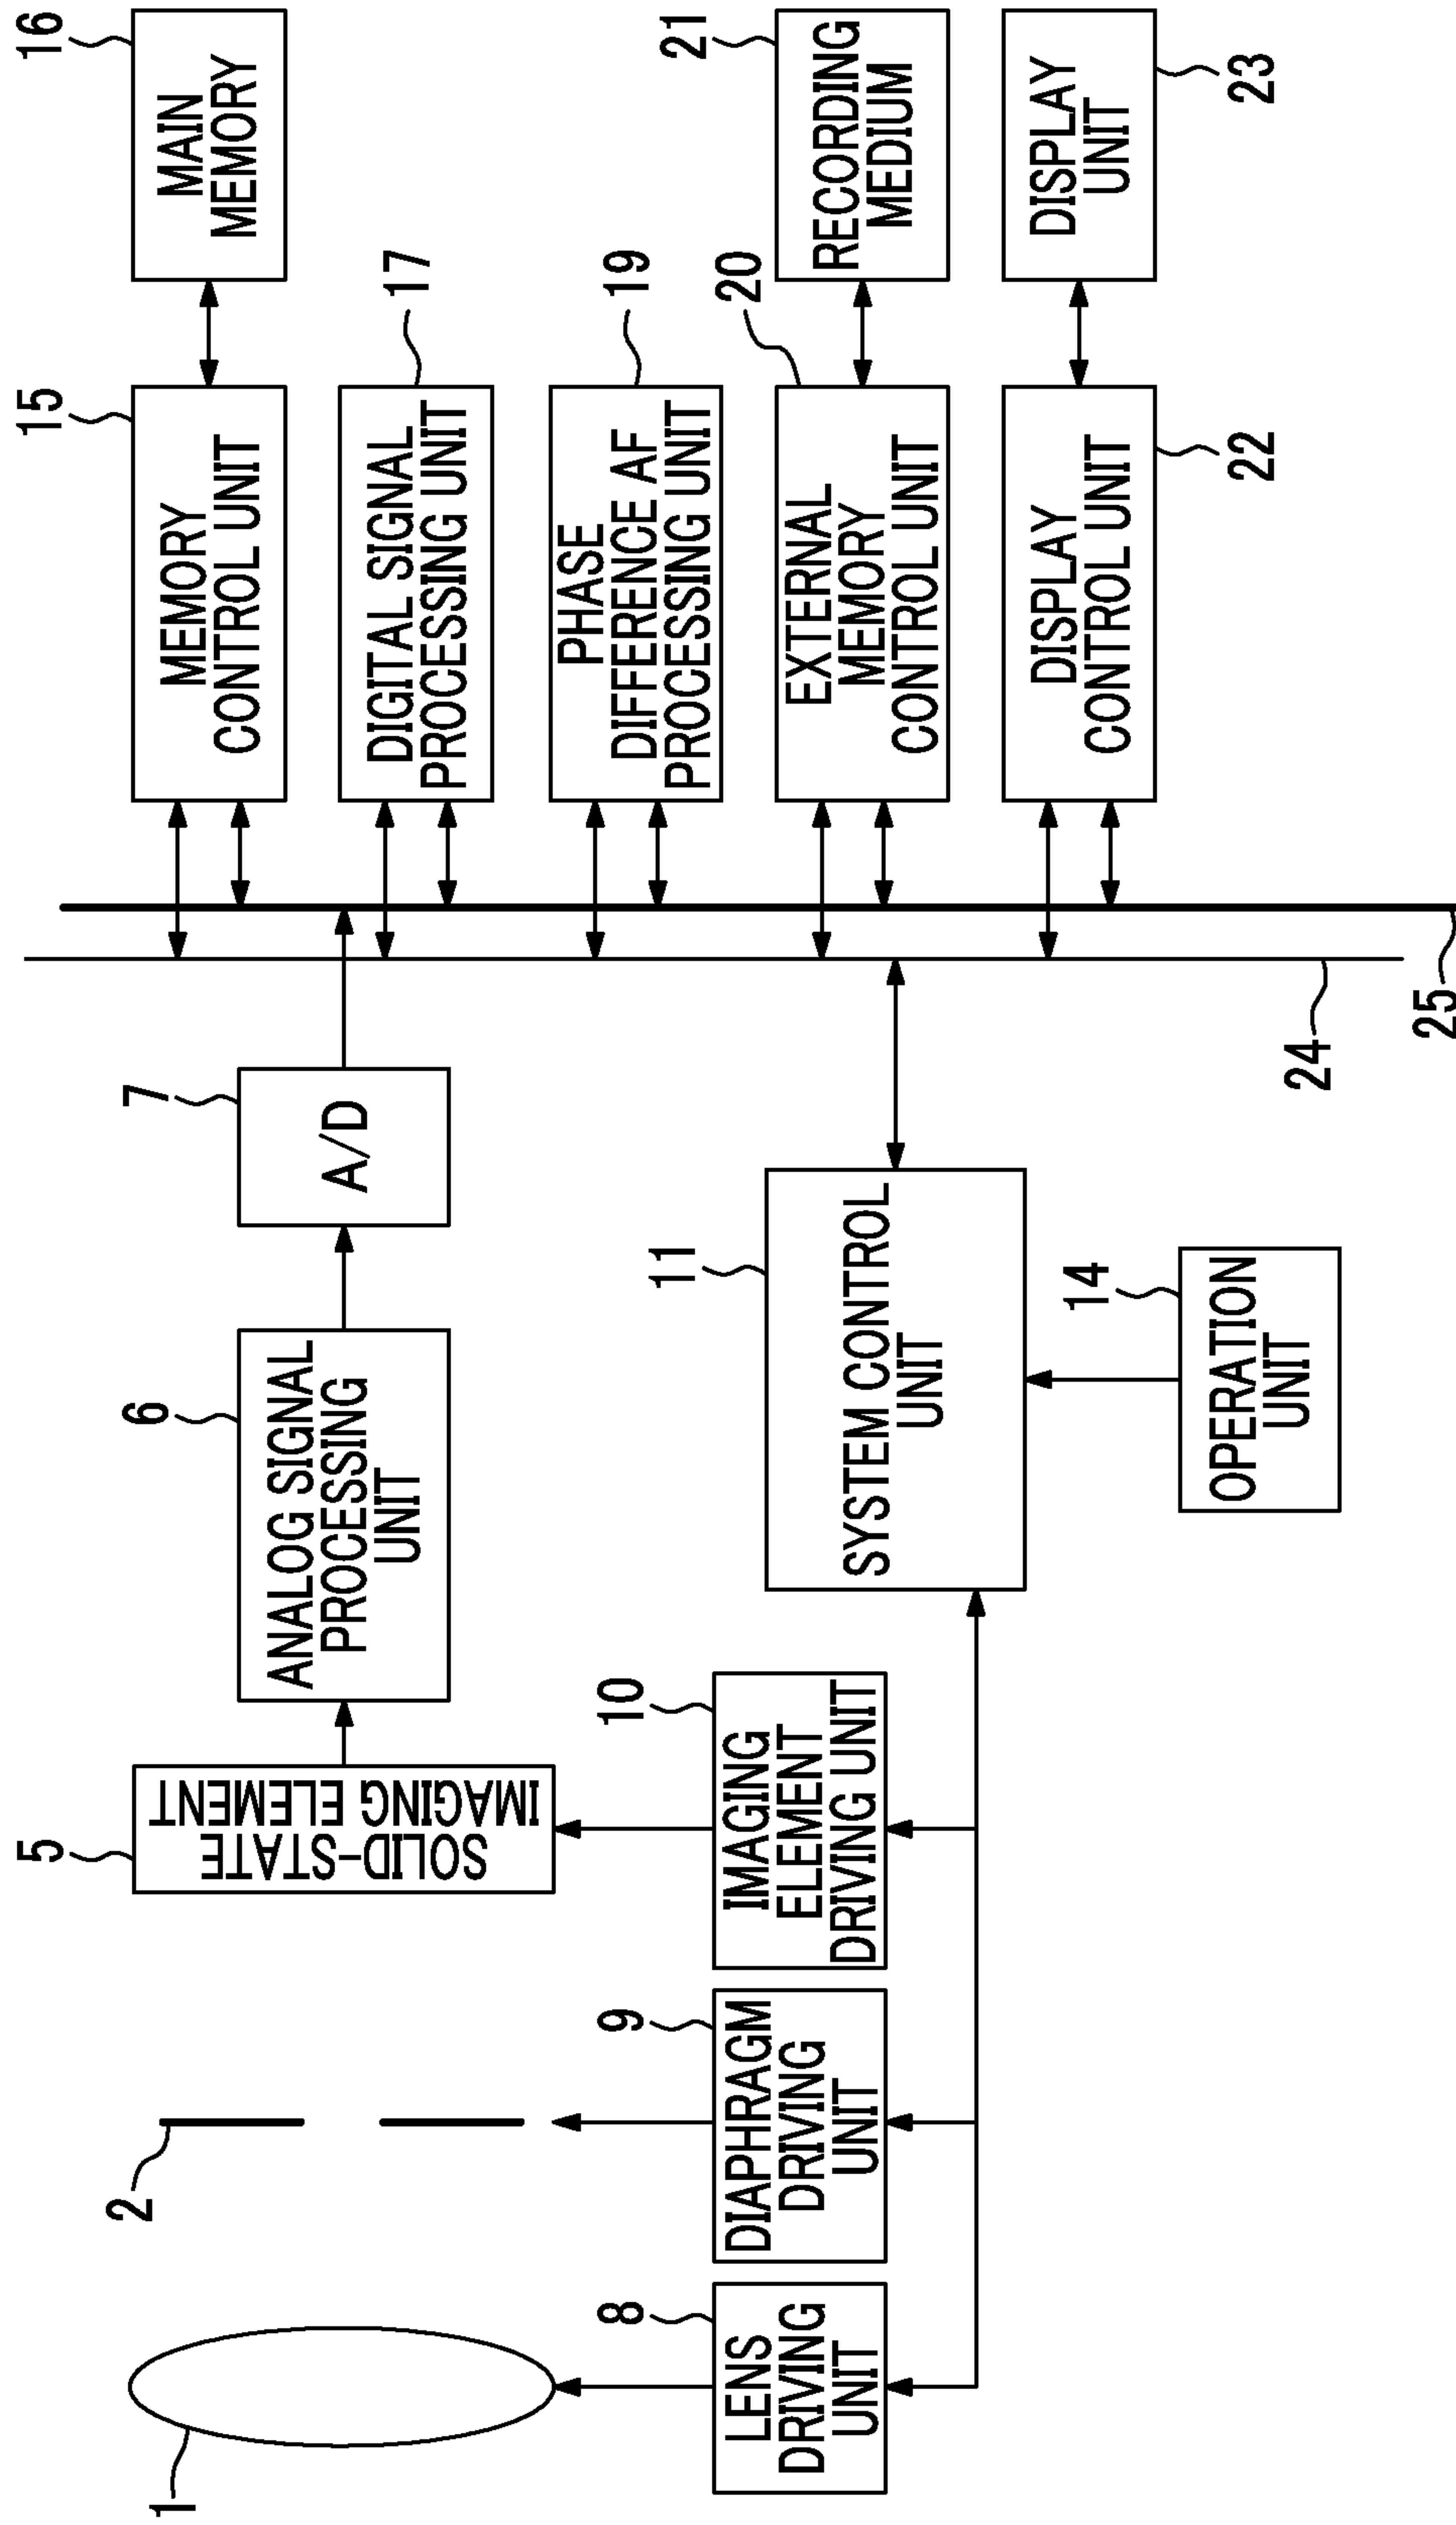 1
2
5
SOLID-STATE
IMAGING ELEMENT
6
ANALOG SIGNAL
PROCESSING
UNIT
7
A/D
15
MEMORY
CONTROL UNIT
16
MAIN
MEMORY
17
DIGITAL SIGNAL
PROCESSING UNIT
19
PHASE
DIFFERENCE AF
PROCESSING UNIT
20
EXTERNAL
MEMORY
CONTROL UNIT
21
RECORDING
MEDIUM
22
DISPLAY
CONTROL UNIT
23
DISPLAY
UNIT
8
LENS
DRIVING
UNIT
9
DIAPHRAGM
DRIVING
UNIT
10
IMAGING
ELEMENT
DRIVING UNIT
11
SYSTEM CONTROL
UNIT
14
OPERATION
UNIT
24
25